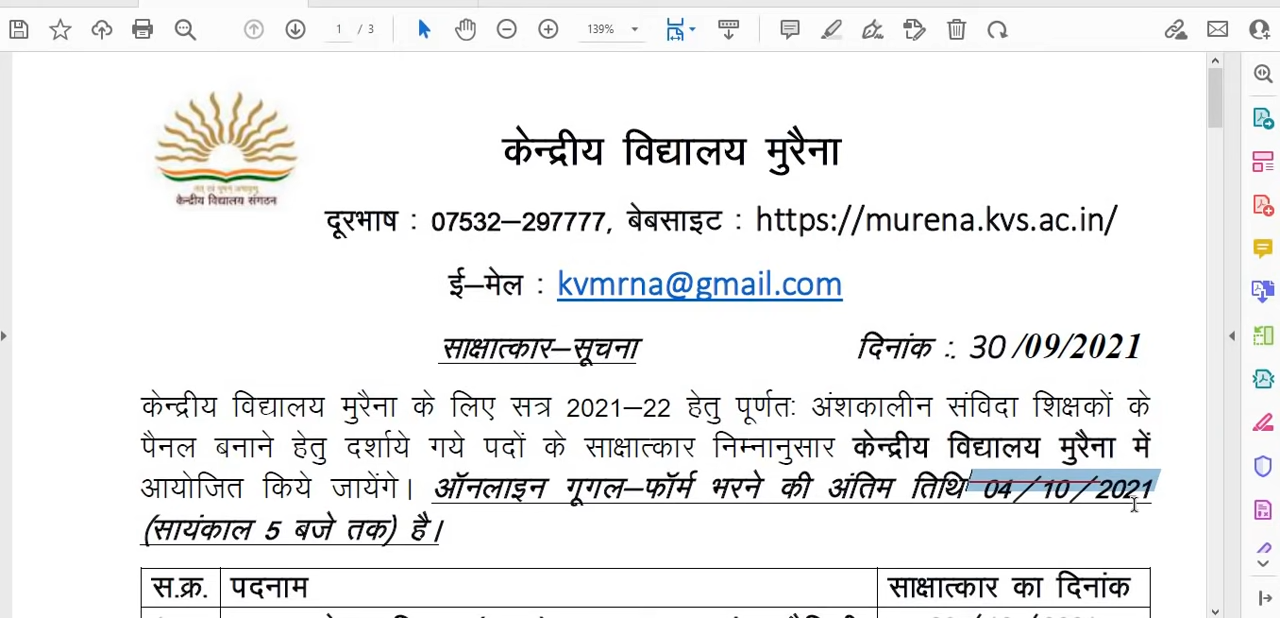 1 / 3
139%
केन्द्रीय विद्यालय मुरैना
केन्द्रीय विद्यालय संगठन
दूरभाष : 07532–297777, बेबसाइट : https://murena.kvs.ac.in/
ई–मेल : kvmrna@gmail.com
साक्षात्कार–सूचना दिनांक :. 30 /09/2021
केन्द्रीय विद्यालय मुरैना के लिए सत्र 2021–22 हेतु पूर्णतः अंशकालीन संविदा शिक्षकों के
पैनल बनाने हेतु दर्शाये गये पदों के साक्षात्कार निम्नानुसार केन्द्रीय विद्यालय मुरैना में
आयोजित किये जायेंगे। ऑनलाइन गूगल–फॉर्म भरने की अंतिम तिथि 04/10/2021
(सायंकाल 5 बजे तक) है।
स.क्र. पदनाम साक्षात्कार का दिनांक